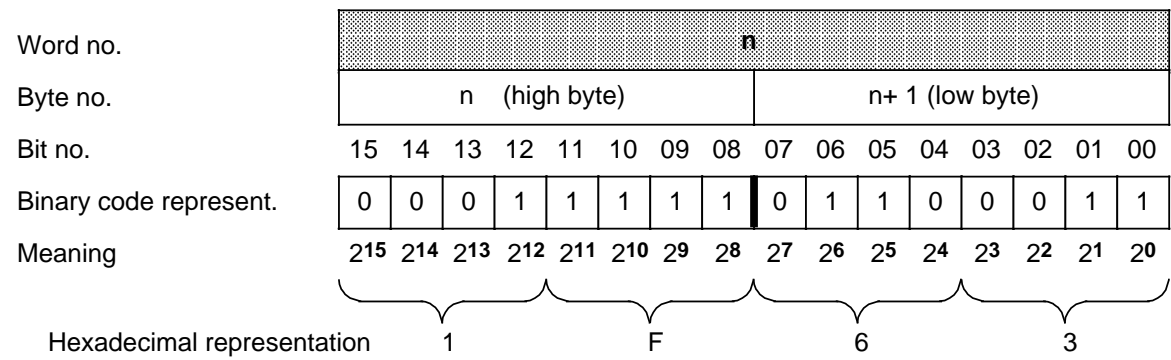 Word no. n
Byte no. n (high byte) n+ 1 (low byte)
Bit no. 15 14 13 12 11 10 09 08 07 06 05 04 03 02 01 00
Binary code represent. 0 0 0 1 1 1 1 1 0 1 1 0 0 0 1 1
Meaning 2¹⁵ 2¹⁴ 2¹³ 2¹² 2¹¹ 2¹⁰ 2⁹ 2⁸ 2⁷ 2⁶ 2⁵ 2⁴ 2³ 2² 2¹ 2⁰
Hexadecimal representation 1 F 6 3